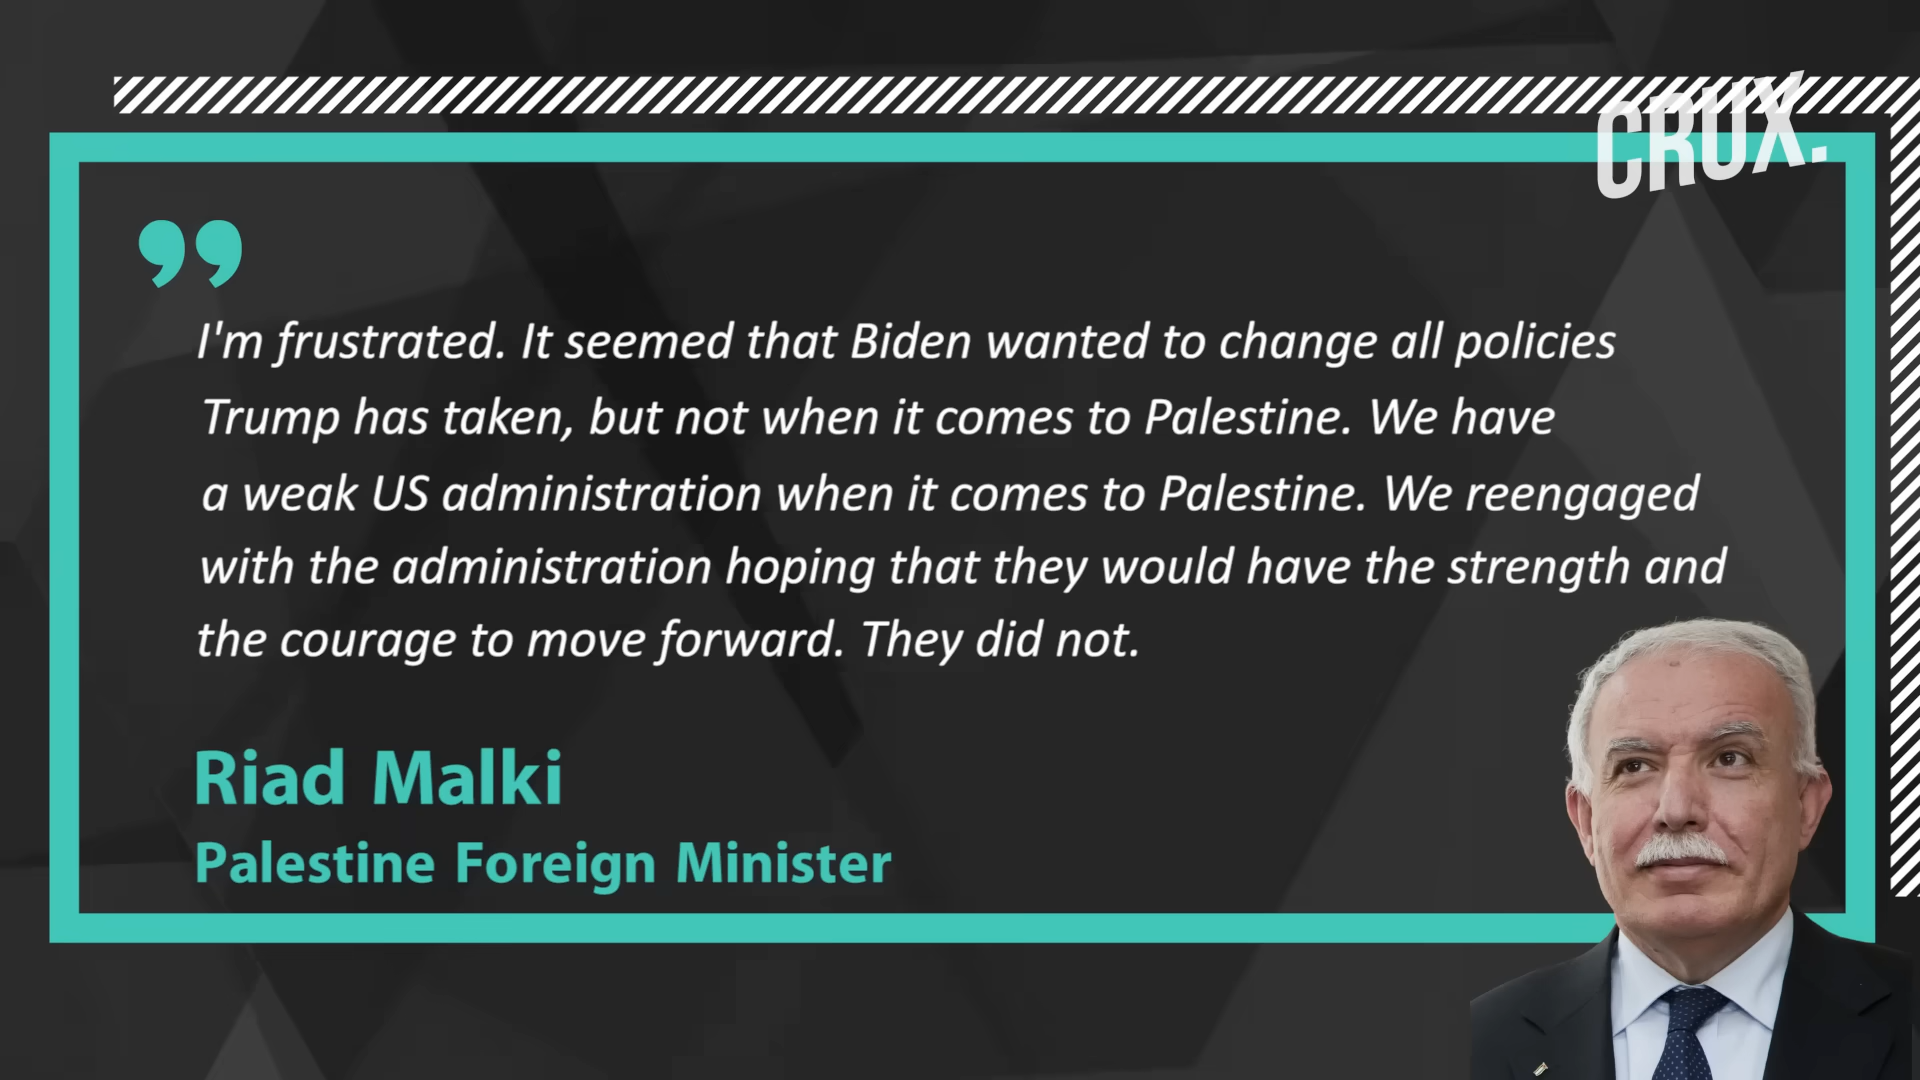 CRUX.
”
I'm frustrated. It seemed that Biden wanted to change all policies
Trump has taken, but not when it comes to Palestine. We have
a weak US administration when it comes to Palestine. We reengaged
with the administration hoping that they would have the strength and
the courage to move forward. They did not.
Riad Malki
Palestine Foreign Minister